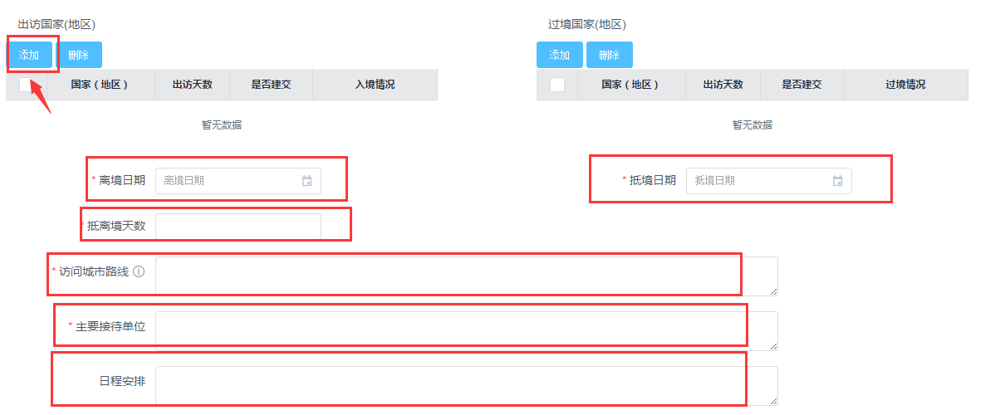 出访国家(地区)
添加 删除
国家（地区） 出访天数 是否建交 入境情况
暂无数据
过境国家(地区)
添加 删除
国家（地区） 出访天数 是否建交 过境情况
暂无数据
* 离境日期 离境日期
* 抵境日期 抵境日期
* 抵离境天数
* 访问城市路线
* 主要接待单位
日程安排